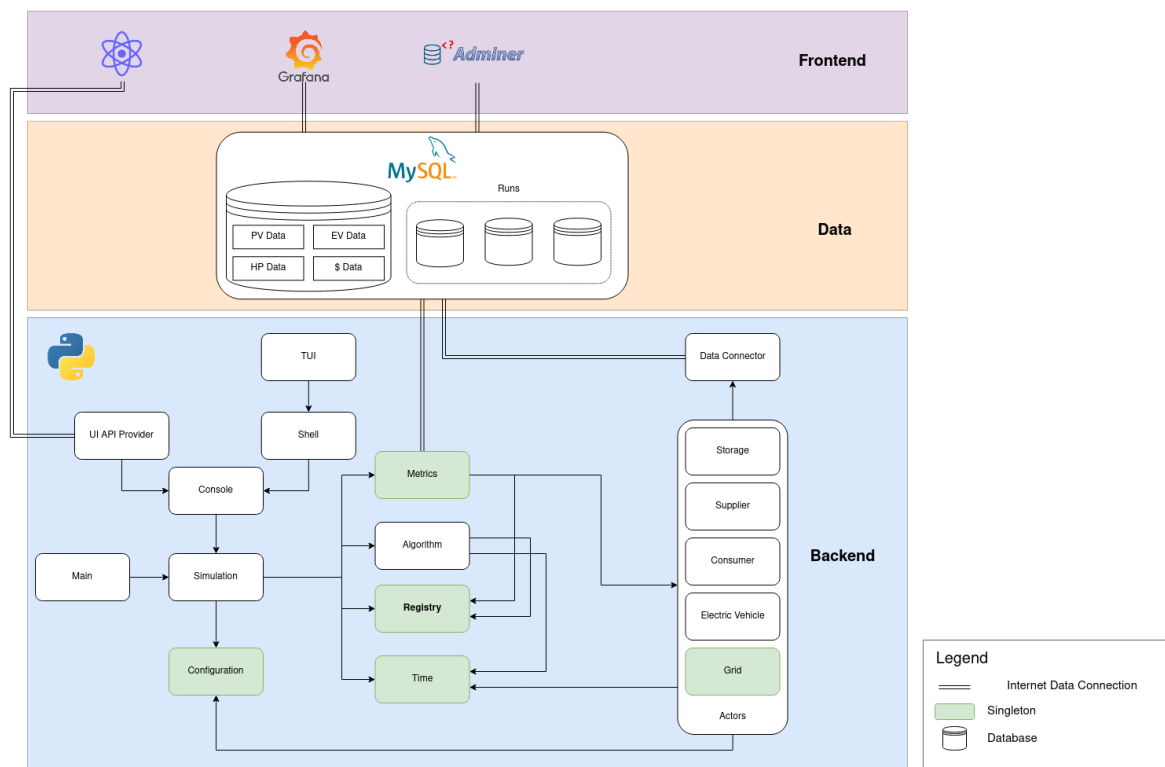 Grafana
<? Adminer
Frontend
MySQL
Runs
PV Data
EV Data
HP Data
$ Data
Data
TUI
Data Connector
UI API Provider
Shell
Storage
Metrics
Console
Supplier
Algorithm
Consumer
Backend
Main
Simulation
Registry
Electric Vehicle
Configuration
Time
Grid
Actors
Legend
Internet Data Connection
Singleton
Database